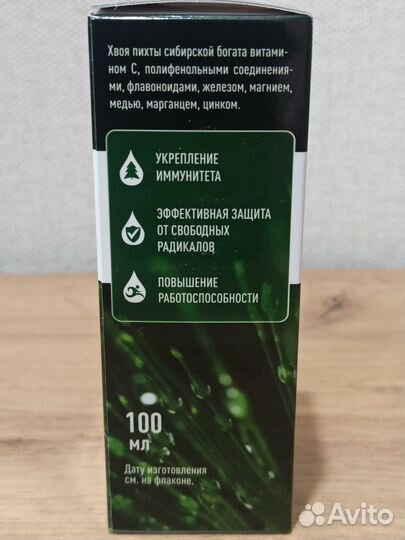 Хвоя пихты сибирской богата витами-
ном С, полифенольными соединения-
ми, флавоноидами, железом, магнием,
медью, марганцем, цинком.
УКРЕПЛЕНИЕ
ИММУНИТЕТА
ЭФФЕКТИВНАЯ ЗАЩИТА
ОТ СВОБОДНЫХ
РАДИКАЛОВ
ПОВЫШЕНИЕ
РАБОТОСПОСОБНОСТИ
100
МЛ
Дату изготовления
см. на флаконе.
Avito